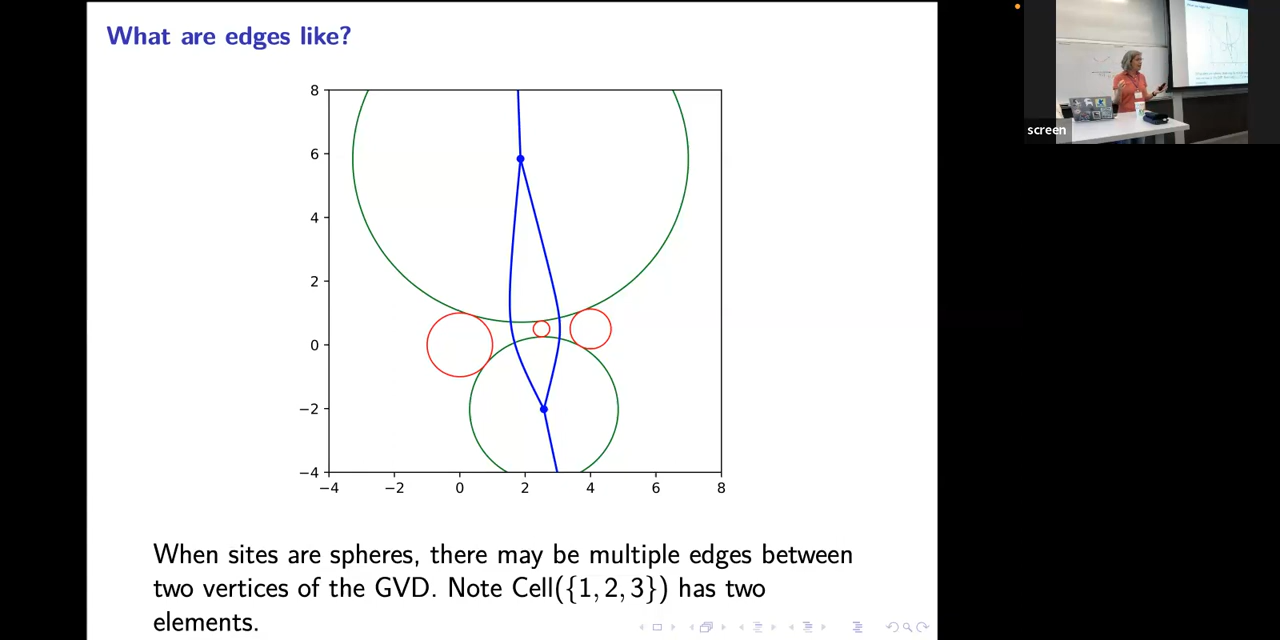 What are edges like?
8
6
4
2
0
−2
−4
−4 −2 0 2 4 6 8
When sites are spheres, there may be multiple edges between
two vertices of the GVD. Note Cell({1, 2, 3}) has two
elements.
screen